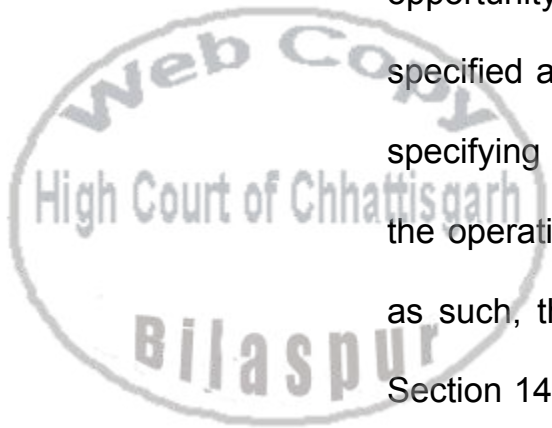 opportunity
specified a
specifying
the operati
as such, th
Section 14
Web Copy
High Court of Chhattisgarh
Bilaspur